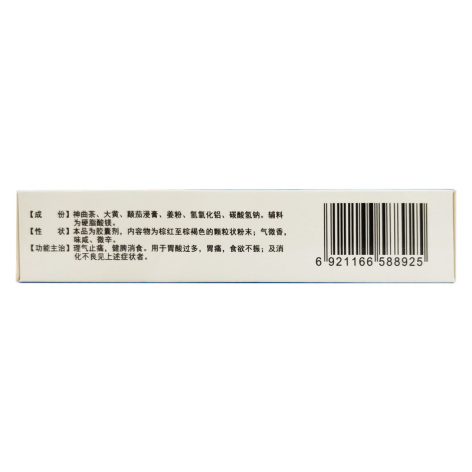 【成 份】神曲茶、大黄、颠茄浸膏、姜粉、氢氧化铝、碳酸氢钠。辅料
为硬脂酸镁。
【性 状】本品为胶囊剂，内容物为棕红至棕褐色的颗粒状粉末；气微香，
味咸、微辛。
【功能主治】理气止痛，健脾消食。用于胃酸过多，胃痛，食欲不振；及消
化不良见上述症状者。
6 921166 588925